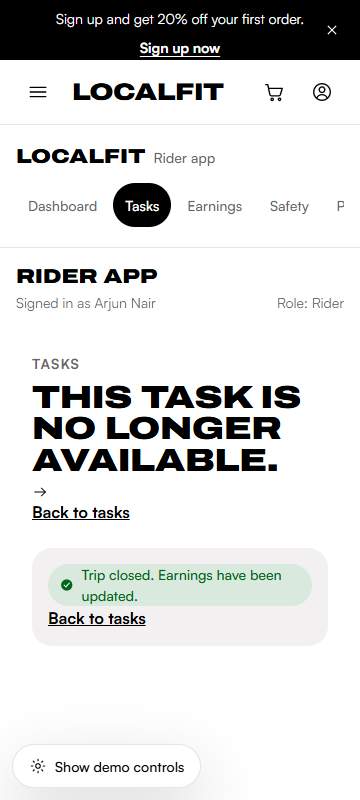 Sign up and get 20% off your first order.
Sign up now
LOCALFIT
LOCALFIT Rider app
Dashboard Tasks Earnings Safety P
RIDER APP
Signed in as Arjun Nair Role: Rider
TASKS
THIS TASK IS
NO LONGER
AVAILABLE.
→
Back to tasks
Trip closed. Earnings have been
updated.
Back to tasks
Show demo controls